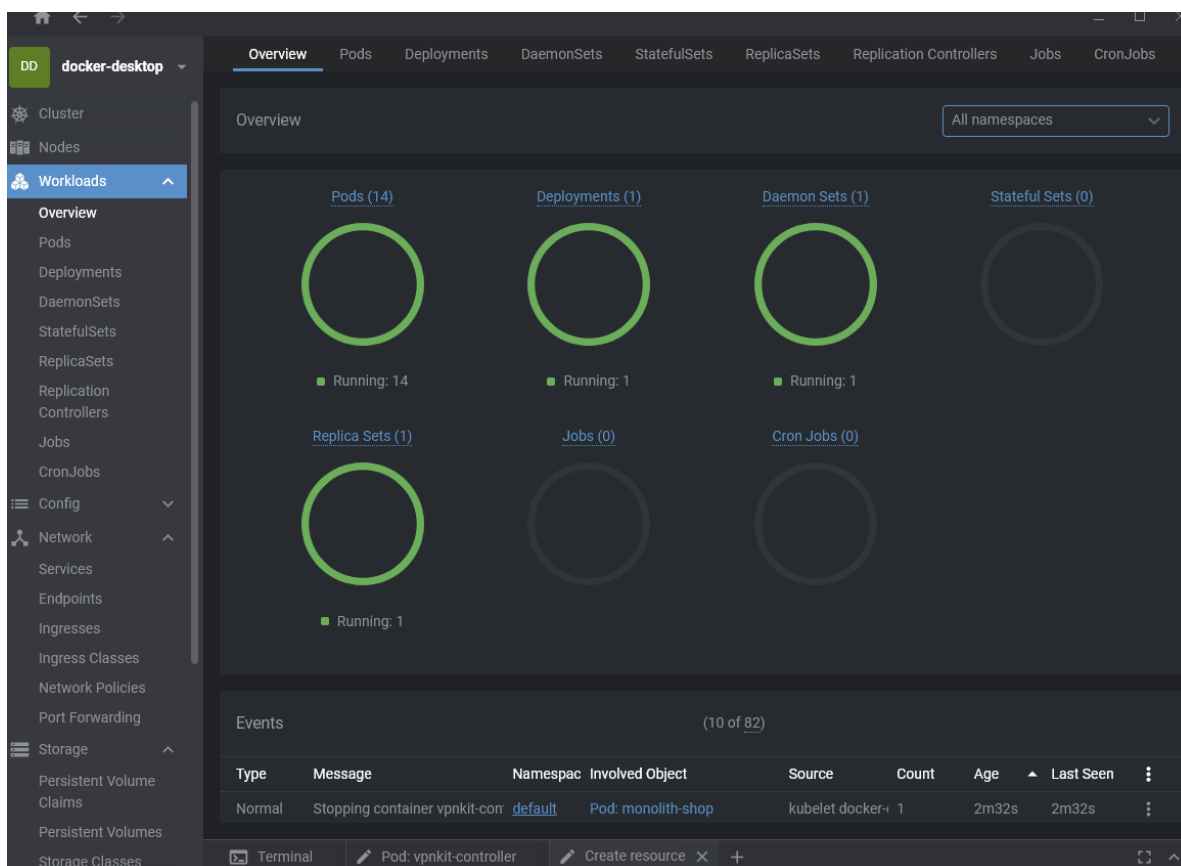 DD docker-desktop
Cluster
Nodes
Workloads
Overview
Pods
Deployments
DaemonSets
StatefulSets
ReplicaSets
Replication
Controllers
Jobs
CronJobs
Config
Network
Services
Endpoints
Ingresses
Ingress Classes
Network Policies
Port Forwarding
Storage
Persistent Volume
Claims
Persistent Volumes
Storage Classes
Overview Pods Deployments DaemonSets StatefulSets ReplicaSets Replication Controllers Jobs CronJobs
Overview All namespaces
Pods (14) Deployments (1) Daemon Sets (1) Stateful Sets (0)
Running: 14 Running: 1 Running: 1
Replica Sets (1) Jobs (0) Cron Jobs (0)
Running: 1
Events (10 of 82)
Type Message Namespac Involved Object Source Count Age Last Seen
Normal Stopping container vpnkit-con default Pod: monolith-shop kubelet docker- 1 2m32s 2m32s
Terminal Pod: vpnkit-controller Create resource